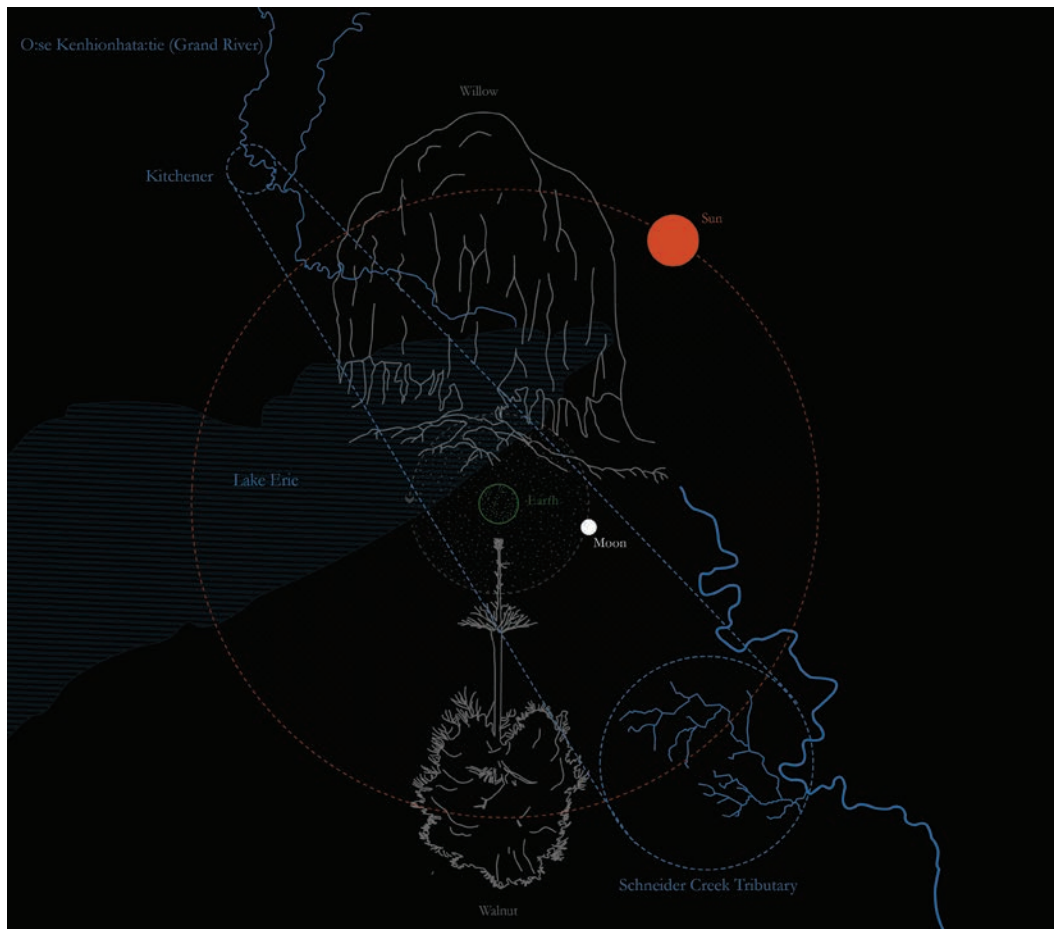 O:se Kenhionhata:tie (Grand River)
Willow
Kitchener
Sun
Lake Erie
Earth
Moon
Schneider Creek Tributary
Walnut